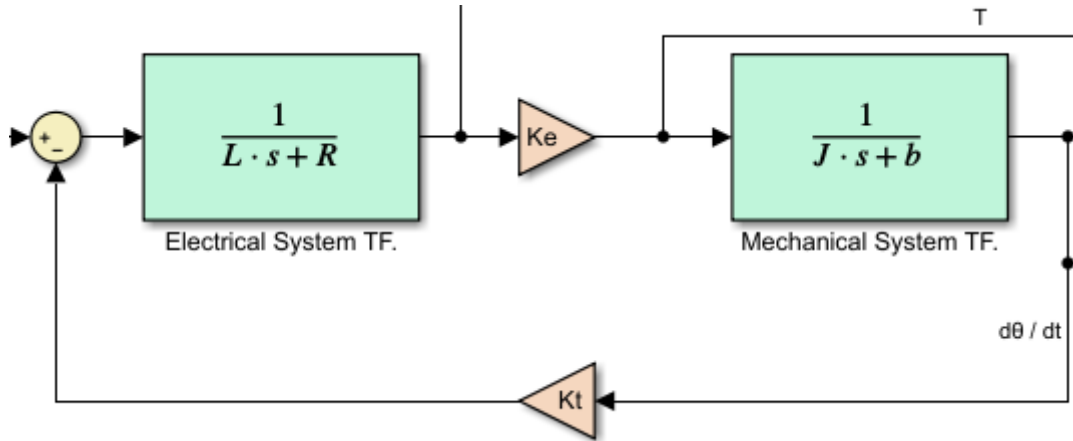 T
+
−
1
L · s + R
Ke
1
J · s + b
Electrical System TF.
Mechanical System TF.
dθ / dt
Kt